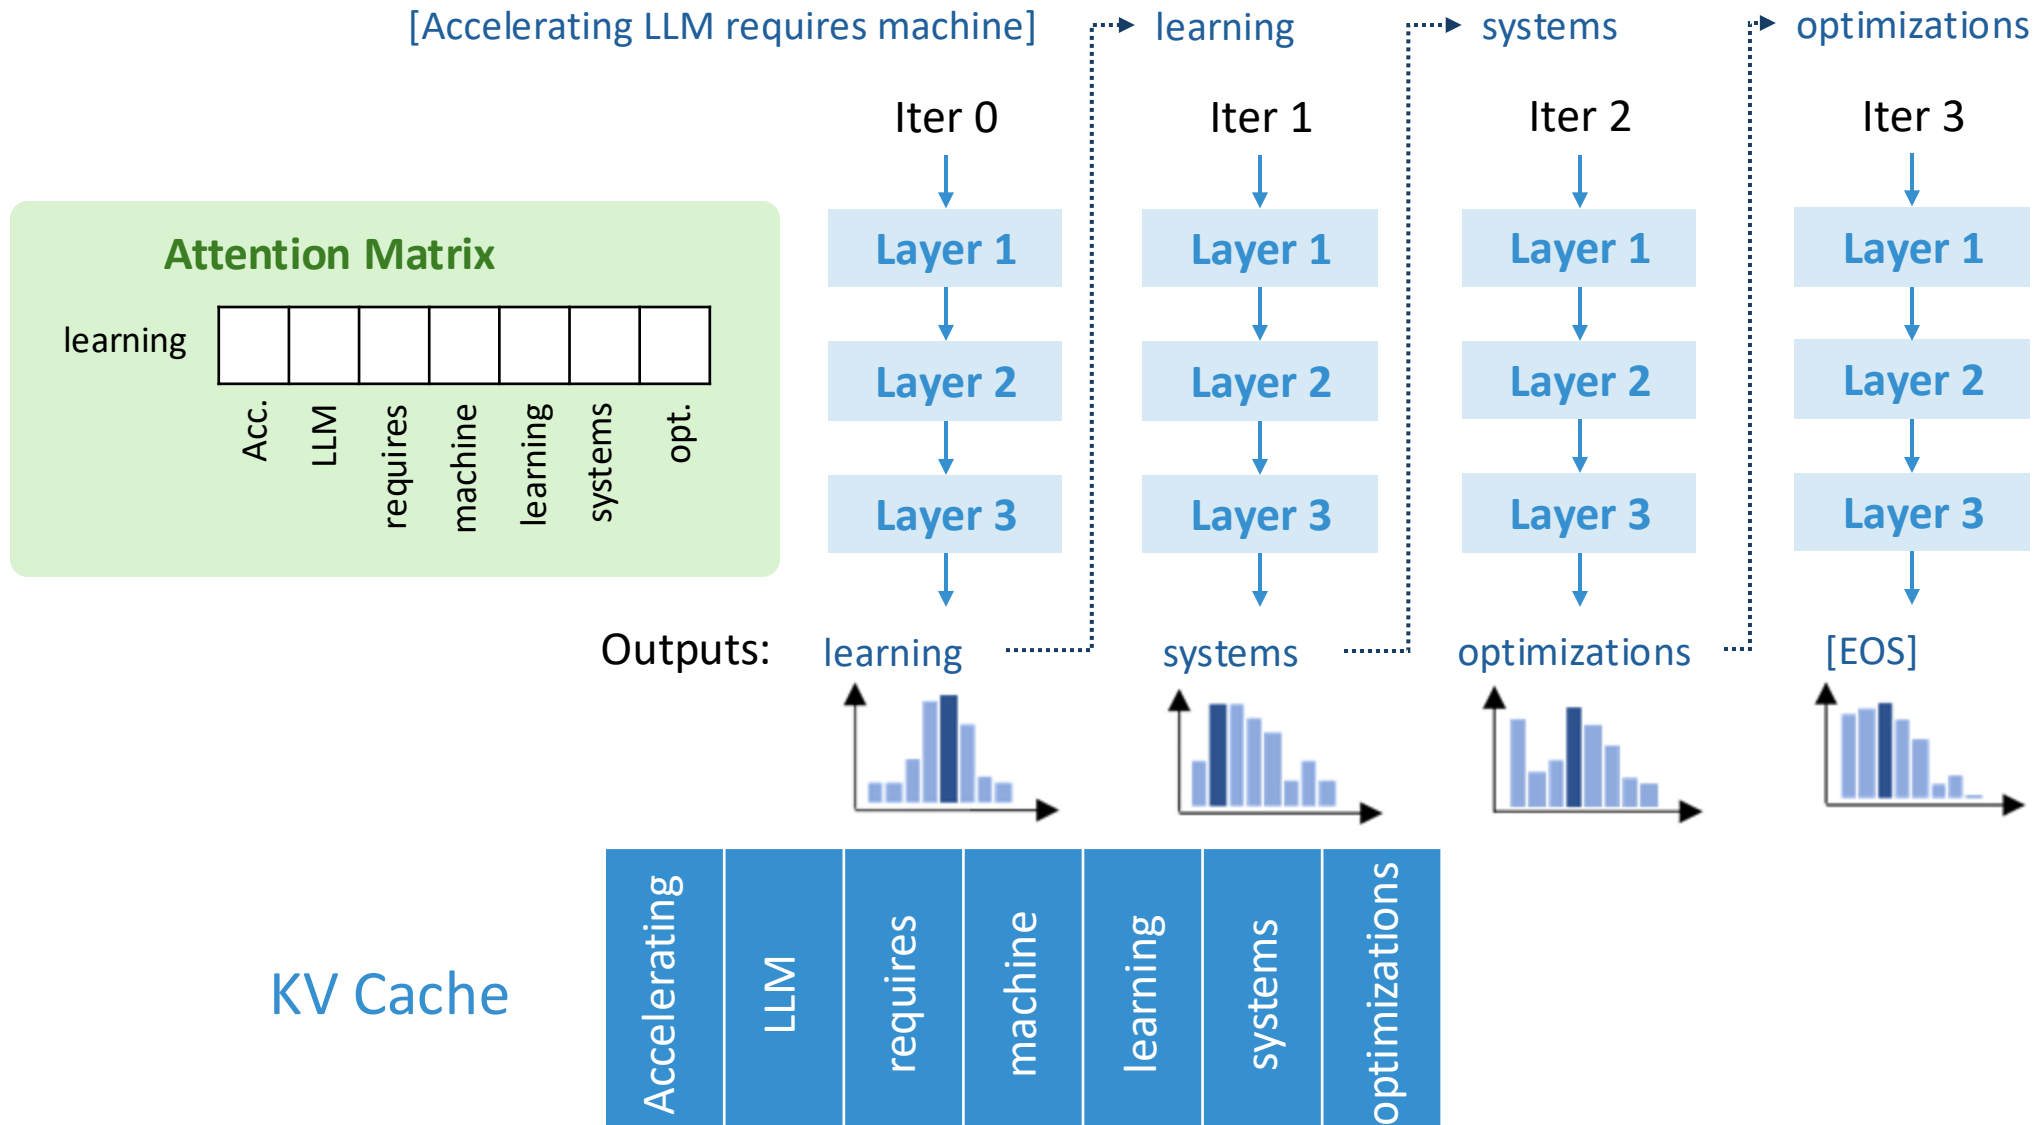 [Accelerating LLM requires machine] learning systems optimizations
Iter 0 Iter 1 Iter 2 Iter 3
Attention Matrix
learning
Acc.
LLM
requires
machine
learning
systems
opt.
Layer 1 Layer 1 Layer 1 Layer 1
Layer 2 Layer 2 Layer 2 Layer 2
Layer 3 Layer 3 Layer 3 Layer 3
Outputs: learning systems optimizations [EOS]
KV Cache
Accelerating
LLM
requires
machine
learning
systems
optimizations